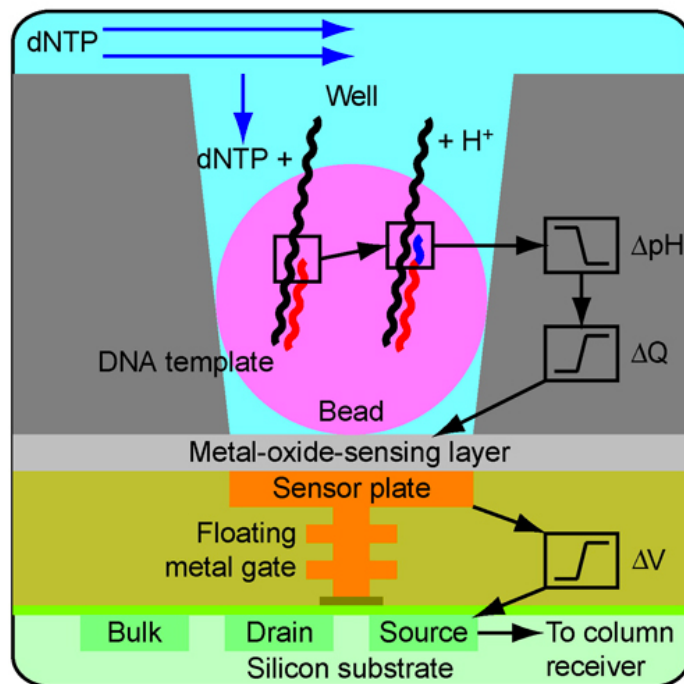 dNTP
Well
dNTP +
+ H⁺
ΔpH
DNA template
ΔQ
Bead
Metal-oxide-sensing layer
Sensor plate
Floating
metal gate
ΔV
Bulk
Drain
Source
To column
receiver
Silicon substrate